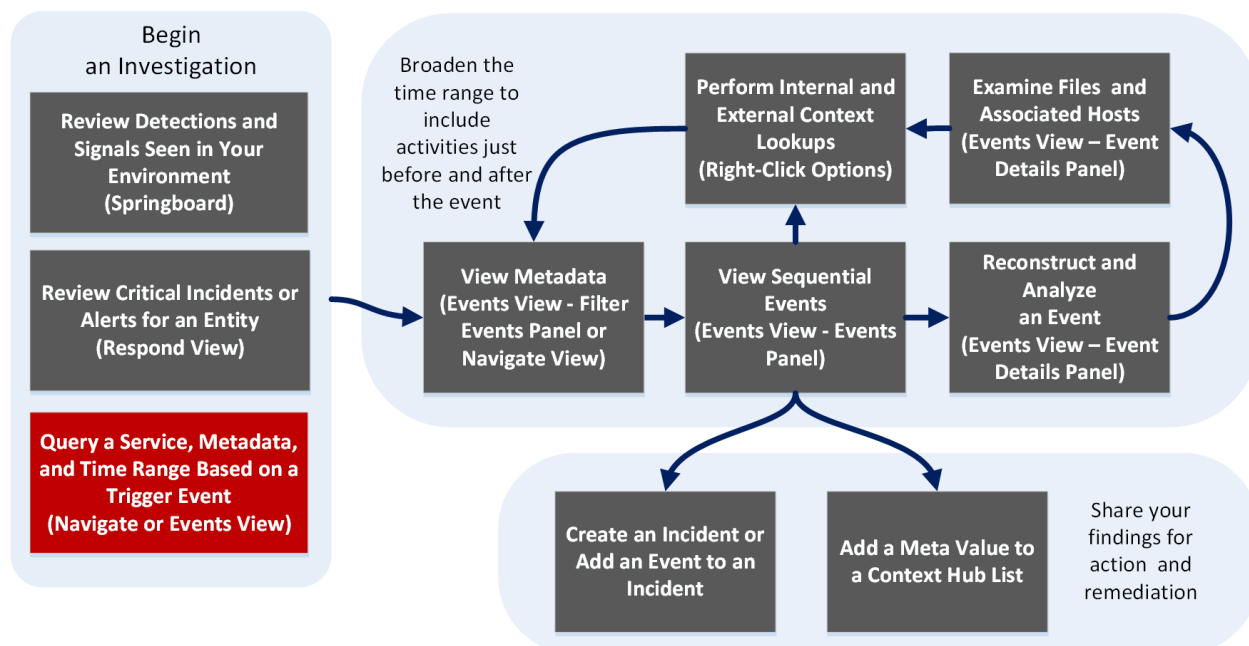 Begin
an Investigation
Review Detections and
Signals Seen in Your
Environment
(Springboard)
Review Critical Incidents or
Alerts for an Entity
(Respond View)
Query a Service, Metadata,
and Time Range Based on a
Trigger Event
(Navigate or Events View)
Broaden the
time range to
include
activities just
before and after
the event
Perform Internal and
External Context
Lookups
(Right-Click Options)
Examine Files and
Associated Hosts
(Events View – Event
Details Panel)
View Metadata
(Events View - Filter
Events Panel or
Navigate View)
View Sequential
Events
(Events View - Events
Panel)
Reconstruct and
Analyze
an Event
(Events View – Event
Details Panel)
Create an Incident or
Add an Event to an
Incident
Add a Meta Value to
a Context Hub List
Share your
findings for
action and
remediation